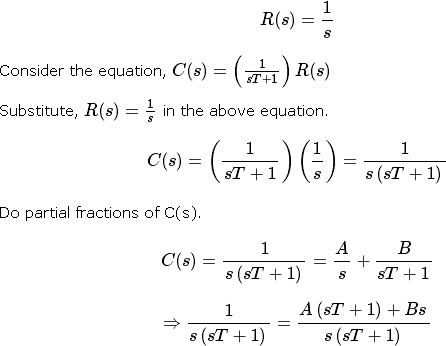 R(s) = \frac{1}{s}
Consider the equation, C(s) = \left( \frac{1}{sT+1} \right) R(s)
Substitute, R(s) = \frac{1}{s} in the above equation.
C(s) = \left( \frac{1}{sT+1} \right) \left( \frac{1}{s} \right) = \frac{1}{s(sT+1)}
Do partial fractions of C(s).
C(s) = \frac{1}{s(sT+1)} = \frac{A}{s} + \frac{B}{sT+1}
\Rightarrow \frac{1}{s(sT+1)} = \frac{A(sT+1)+Bs}{s(sT+1)}